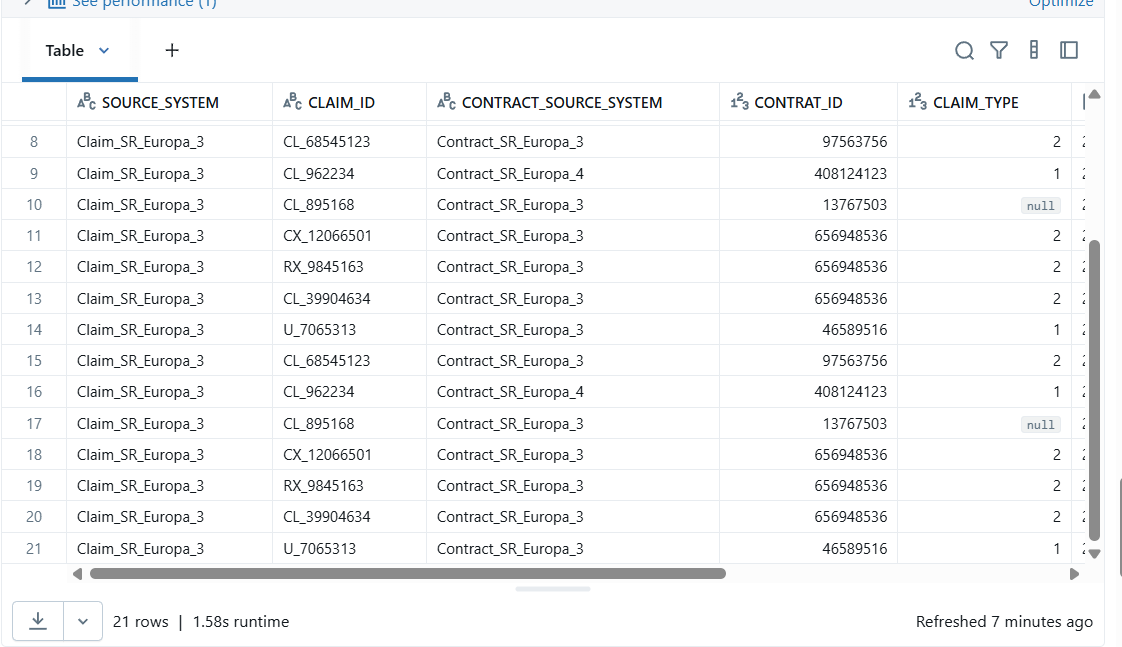 See performance (1) Optimize
Table
SOURCE_SYSTEM CLAIM_ID CONTRACT_SOURCE_SYSTEM CONTRAT_ID CLAIM_TYPE
8 Claim_SR_Europa_3 CL_68545123 Contract_SR_Europa_3 97563756 2
9 Claim_SR_Europa_3 CL_962234 Contract_SR_Europa_4 408124123 1
10 Claim_SR_Europa_3 CL_895168 Contract_SR_Europa_3 13767503 null
11 Claim_SR_Europa_3 CX_12066501 Contract_SR_Europa_3 656948536 2
12 Claim_SR_Europa_3 RX_9845163 Contract_SR_Europa_3 656948536 2
13 Claim_SR_Europa_3 CL_39904634 Contract_SR_Europa_3 656948536 2
14 Claim_SR_Europa_3 U_7065313 Contract_SR_Europa_3 46589516 1
15 Claim_SR_Europa_3 CL_68545123 Contract_SR_Europa_3 97563756 2
16 Claim_SR_Europa_3 CL_962234 Contract_SR_Europa_4 408124123 1
17 Claim_SR_Europa_3 CL_895168 Contract_SR_Europa_3 13767503 null
18 Claim_SR_Europa_3 CX_12066501 Contract_SR_Europa_3 656948536 2
19 Claim_SR_Europa_3 RX_9845163 Contract_SR_Europa_3 656948536 2
20 Claim_SR_Europa_3 CL_39904634 Contract_SR_Europa_3 656948536 2
21 Claim_SR_Europa_3 U_7065313 Contract_SR_Europa_3 46589516 1
21 rows | 1.58s runtime Refreshed 7 minutes ago